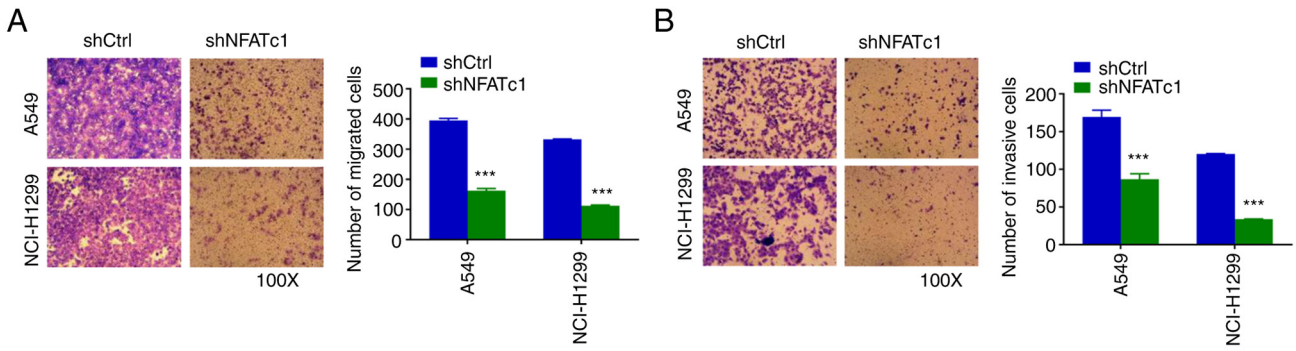 A
shCtrl
shNFATc1
A549
NCI-H1299
100X
shCtrl
shNFATc1
Number of migrated cells
500
400
300
200
100
0
***
***
A549
NCI-H1299
B
shCtrl
shNFATc1
A549
NCI-H1299
100X
shCtrl
shNFATc1
Number of invasive cells
200
150
100
50
0
***
***
A549
NCI-H1299